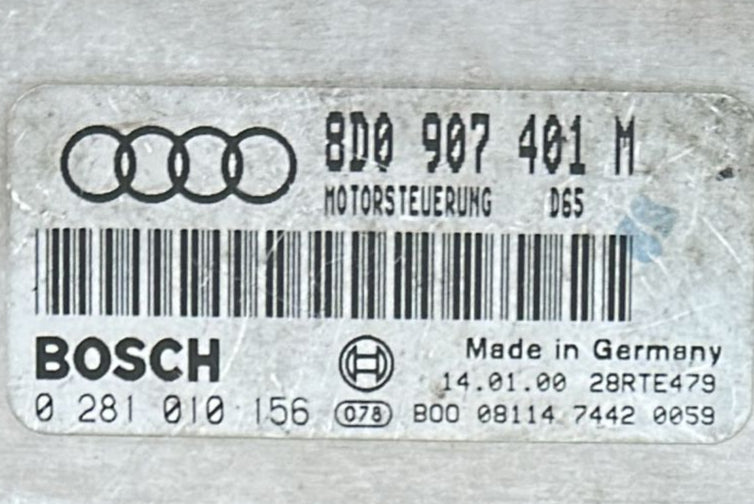 8D0 907 401 M
MOTORSTEUERUNG D65
BOSCH
Made in Germany
14.01.00 28RTE479
0 281 010 156 078 B00 08114 7442 0059